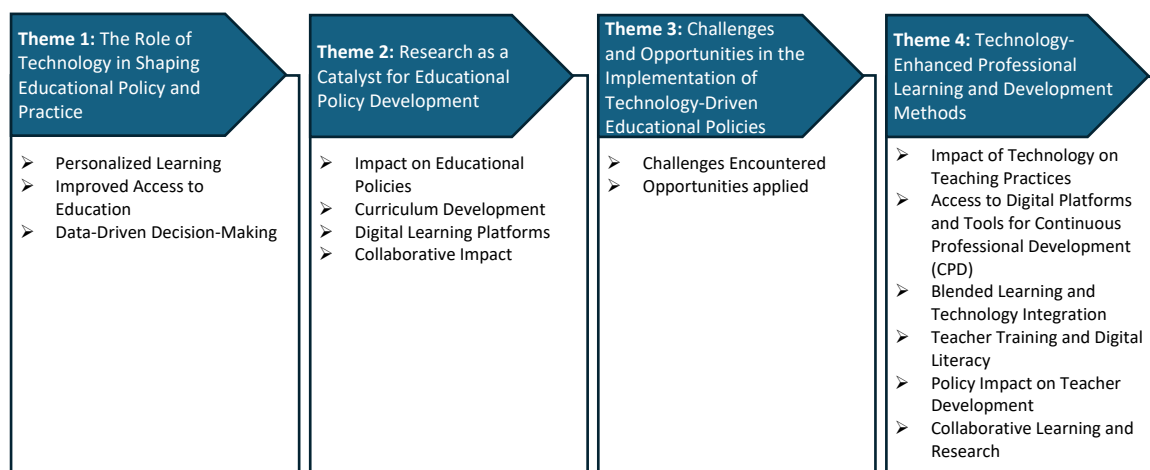 Theme 1: The Role of
Technology in Shaping
Educational Policy and
Practice
➢ Personalized Learning
➢ Improved Access to
Education
➢ Data-Driven Decision-Making
Theme 2: Research as a
Catalyst for Educational
Policy Development
➢ Impact on Educational
Policies
➢ Curriculum Development
➢ Digital Learning Platforms
➢ Collaborative Impact
Theme 3: Challenges
and Opportunities in the
Implementation of
Technology-Driven
Educational Policies
➢ Challenges Encountered
➢ Opportunities applied
Theme 4: Technology-
Enhanced Professional
Learning and Development
Methods
➢ Impact of Technology on
Teaching Practices
➢ Access to Digital Platforms
and Tools for Continuous
Professional Development
(CPD)
➢ Blended Learning and
Technology Integration
➢ Teacher Training and Digital
Literacy
➢ Policy Impact on Teacher
Development
➢ Collaborative Learning and
Research